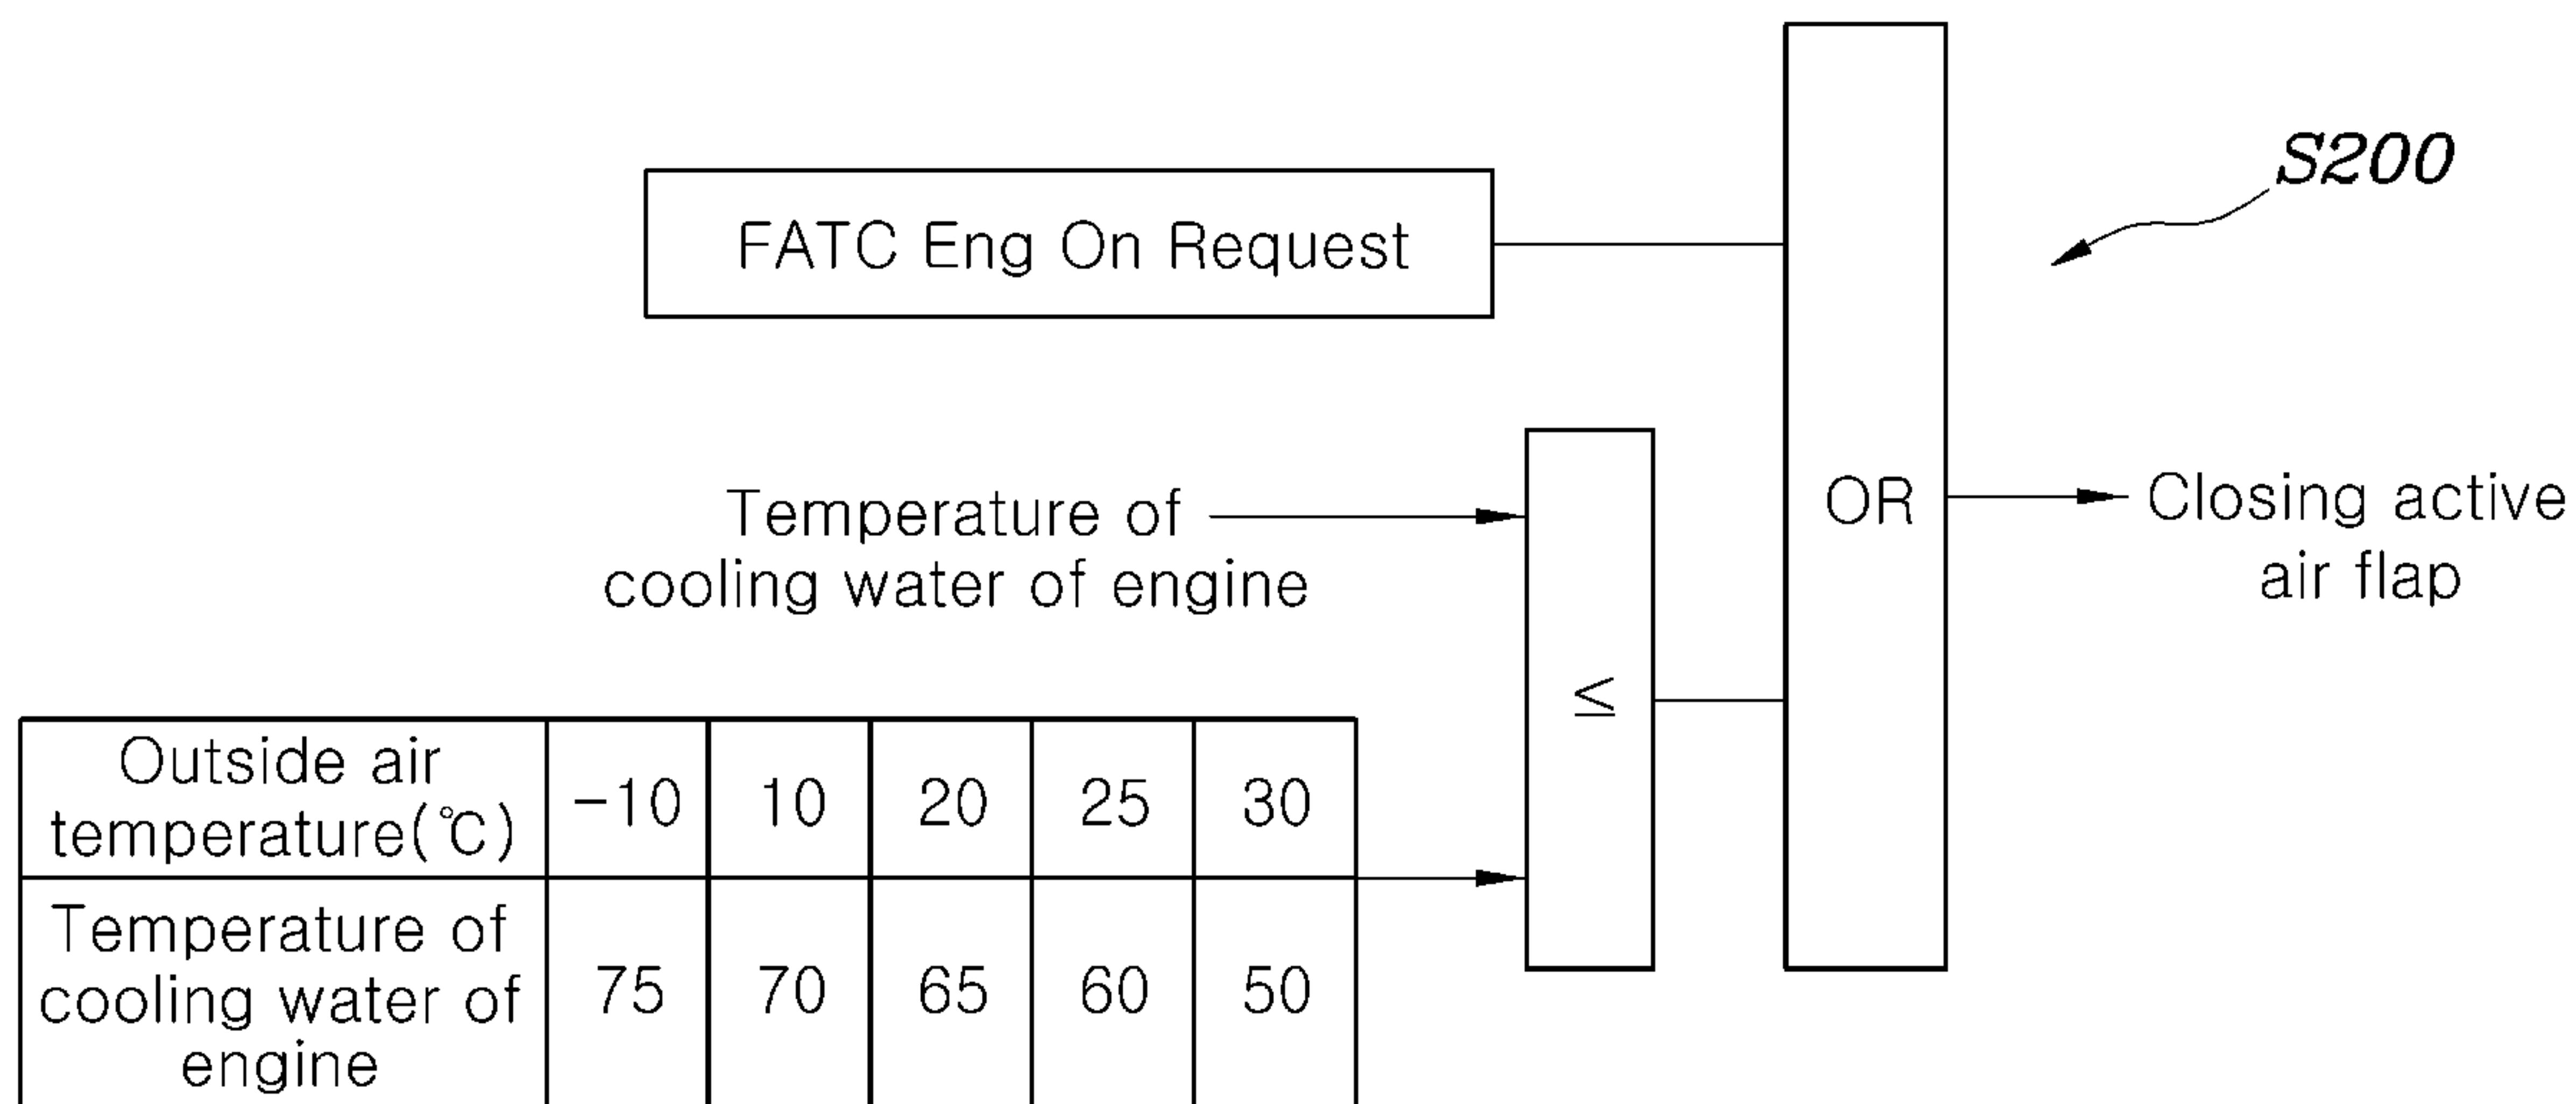 S200
FATC Eng On Request
Temperature of
cooling water of engine
≤
OR
Closing active
air flap
Outside air
temperature(℃)
-10 10 20 25 30
Temperature of
cooling water of
engine
75 70 65 60 50